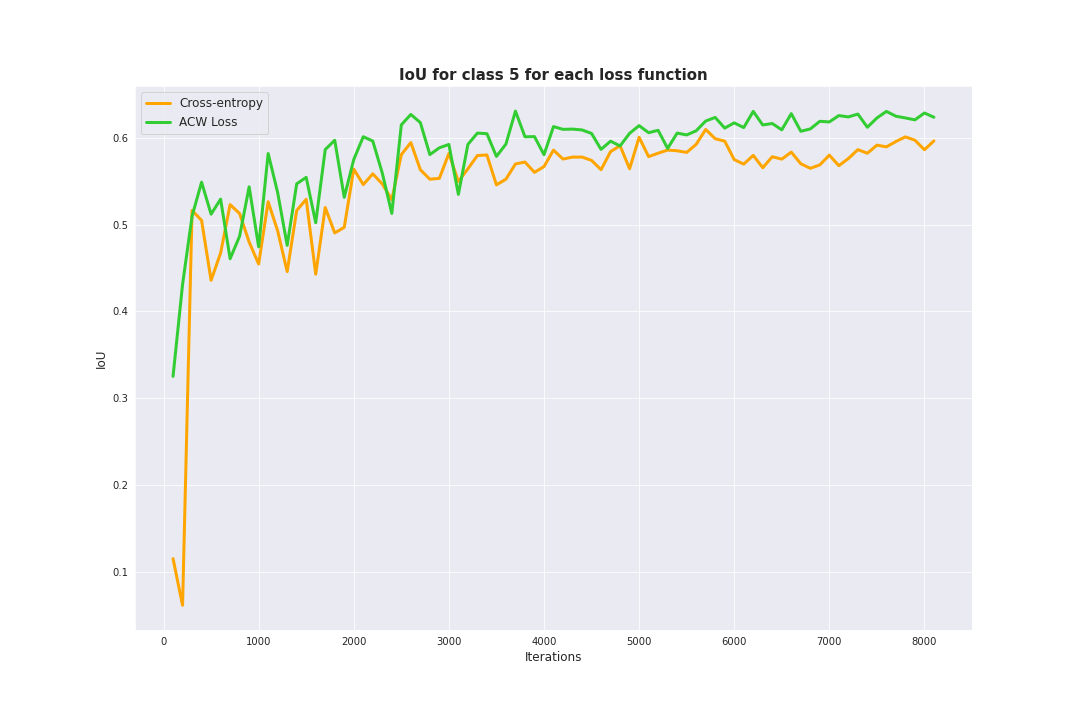 IoU for class 5 for each loss function
Cross-entropy
ACW Loss
0.6
0.5
0.4
0.3
0.2
0.1
IoU
0 1000 2000 3000 4000 5000 6000 7000 8000
Iterations